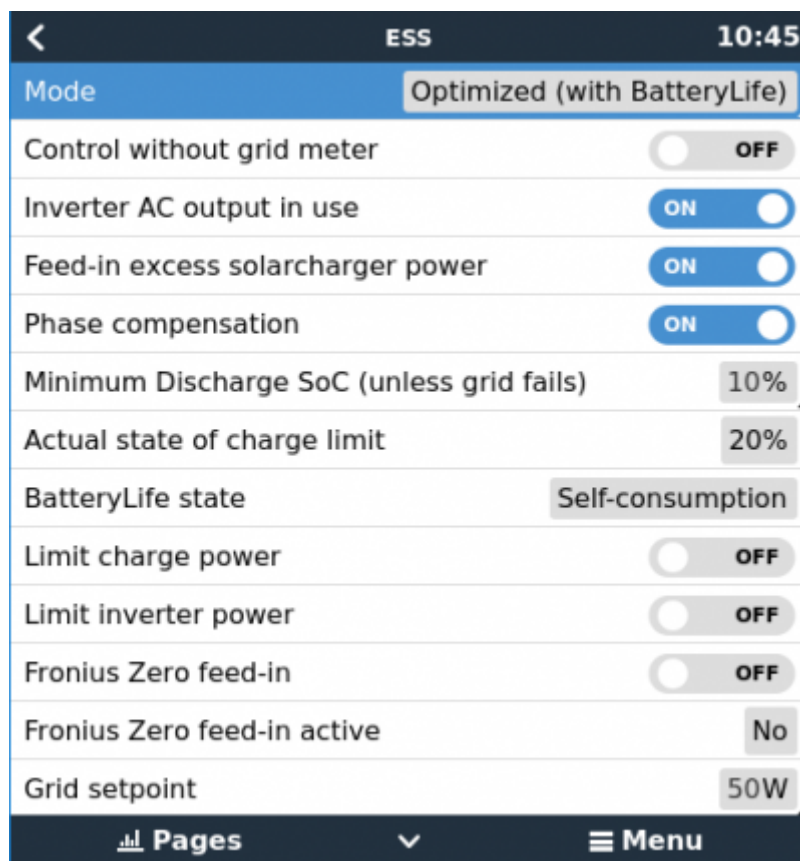 ESS 10:45
Mode Optimized (with BatteryLife)
Control without grid meter OFF
Inverter AC output in use ON
Feed-in excess solarcharger power ON
Phase compensation ON
Minimum Discharge SoC (unless grid fails) 10%
Actual state of charge limit 20%
BatteryLife state Self-consumption
Limit charge power OFF
Limit inverter power OFF
Fronius Zero feed-in OFF
Fronius Zero feed-in active No
Grid setpoint 50W
Pages Menu